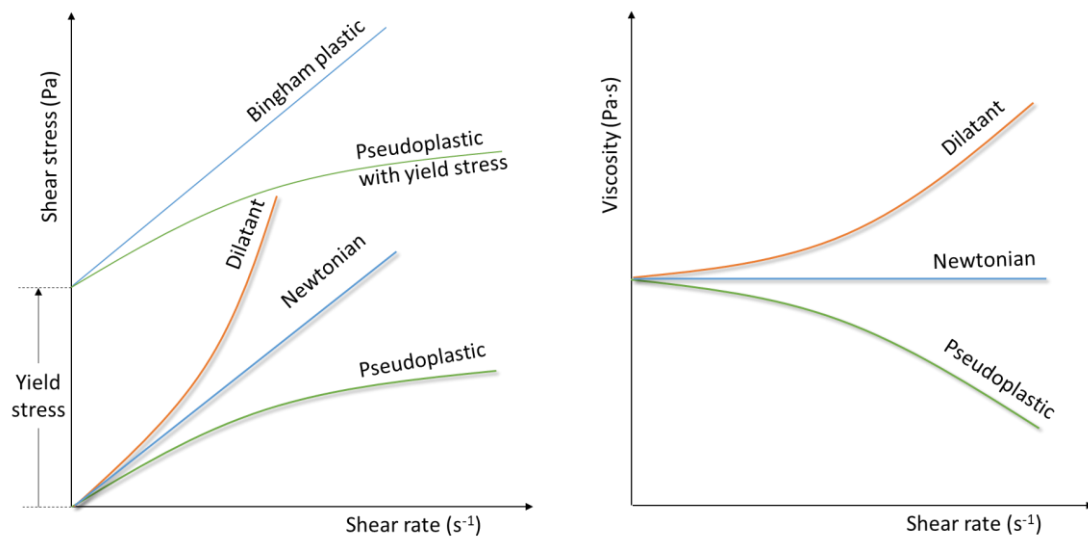 Shear stress (Pa)
Bingham plastic
Pseudoplastic
with yield stress
Dilatant
Newtonian
Pseudoplastic
Yield
stress
Shear rate (s⁻¹)
Viscosity (Pa·s)
Dilatant
Newtonian
Pseudoplastic
Shear rate (s⁻¹)